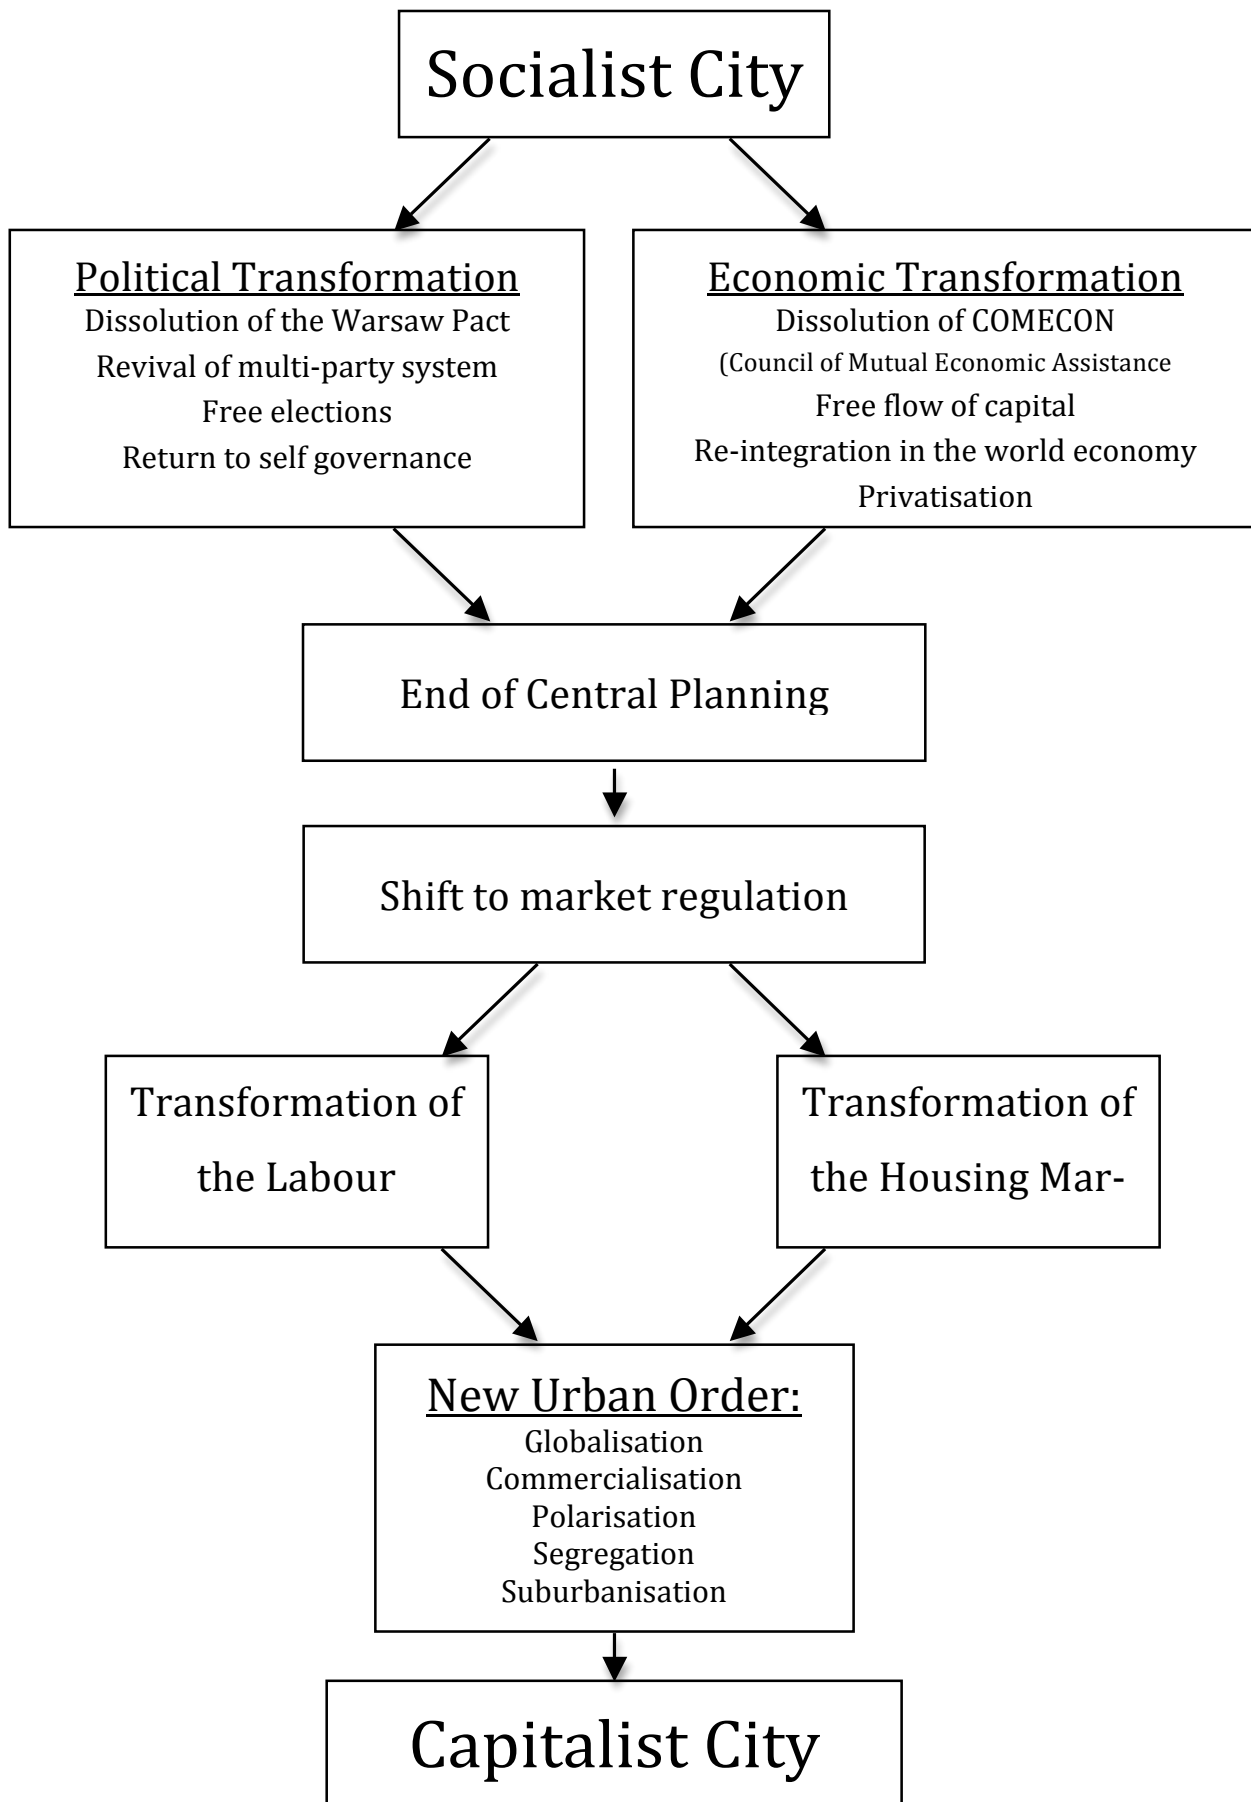 Socialist City
Political Transformation
Dissolution of the Warsaw Pact
Revival of multi-party system
Free elections
Return to self governance
Economic Transformation
Dissolution of COMECON
(Council of Mutual Economic Assistance
Free flow of capital
Re-integration in the world economy
Privatisation
End of Central Planning
Shift to market regulation
Transformation of
the Labour
Transformation of
the Housing Mar-
New Urban Order:
Globalisation
Commercialisation
Polarisation
Segregation
Suburbanisation
Capitalist City